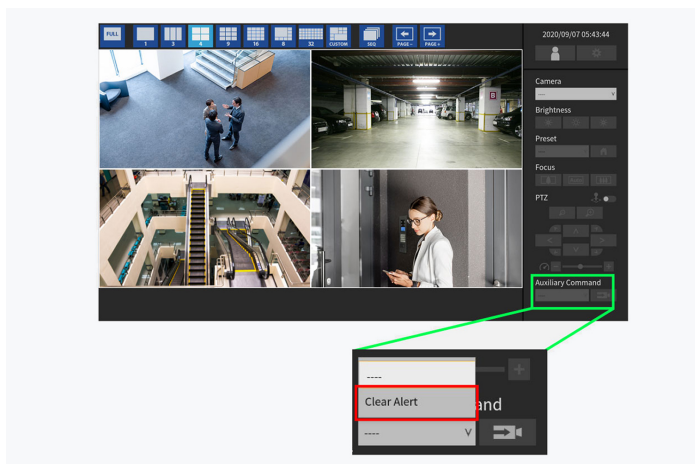 FULL
1
3
4
9
16
8
32
CUSTOM
SEQ
PAGE -
PAGE +
2020/09/07 05:43:44
Camera
----
Brightness
Preset
----
Focus
PTZ
Auxiliary Command
----
B
----
Clear Alert
and
----